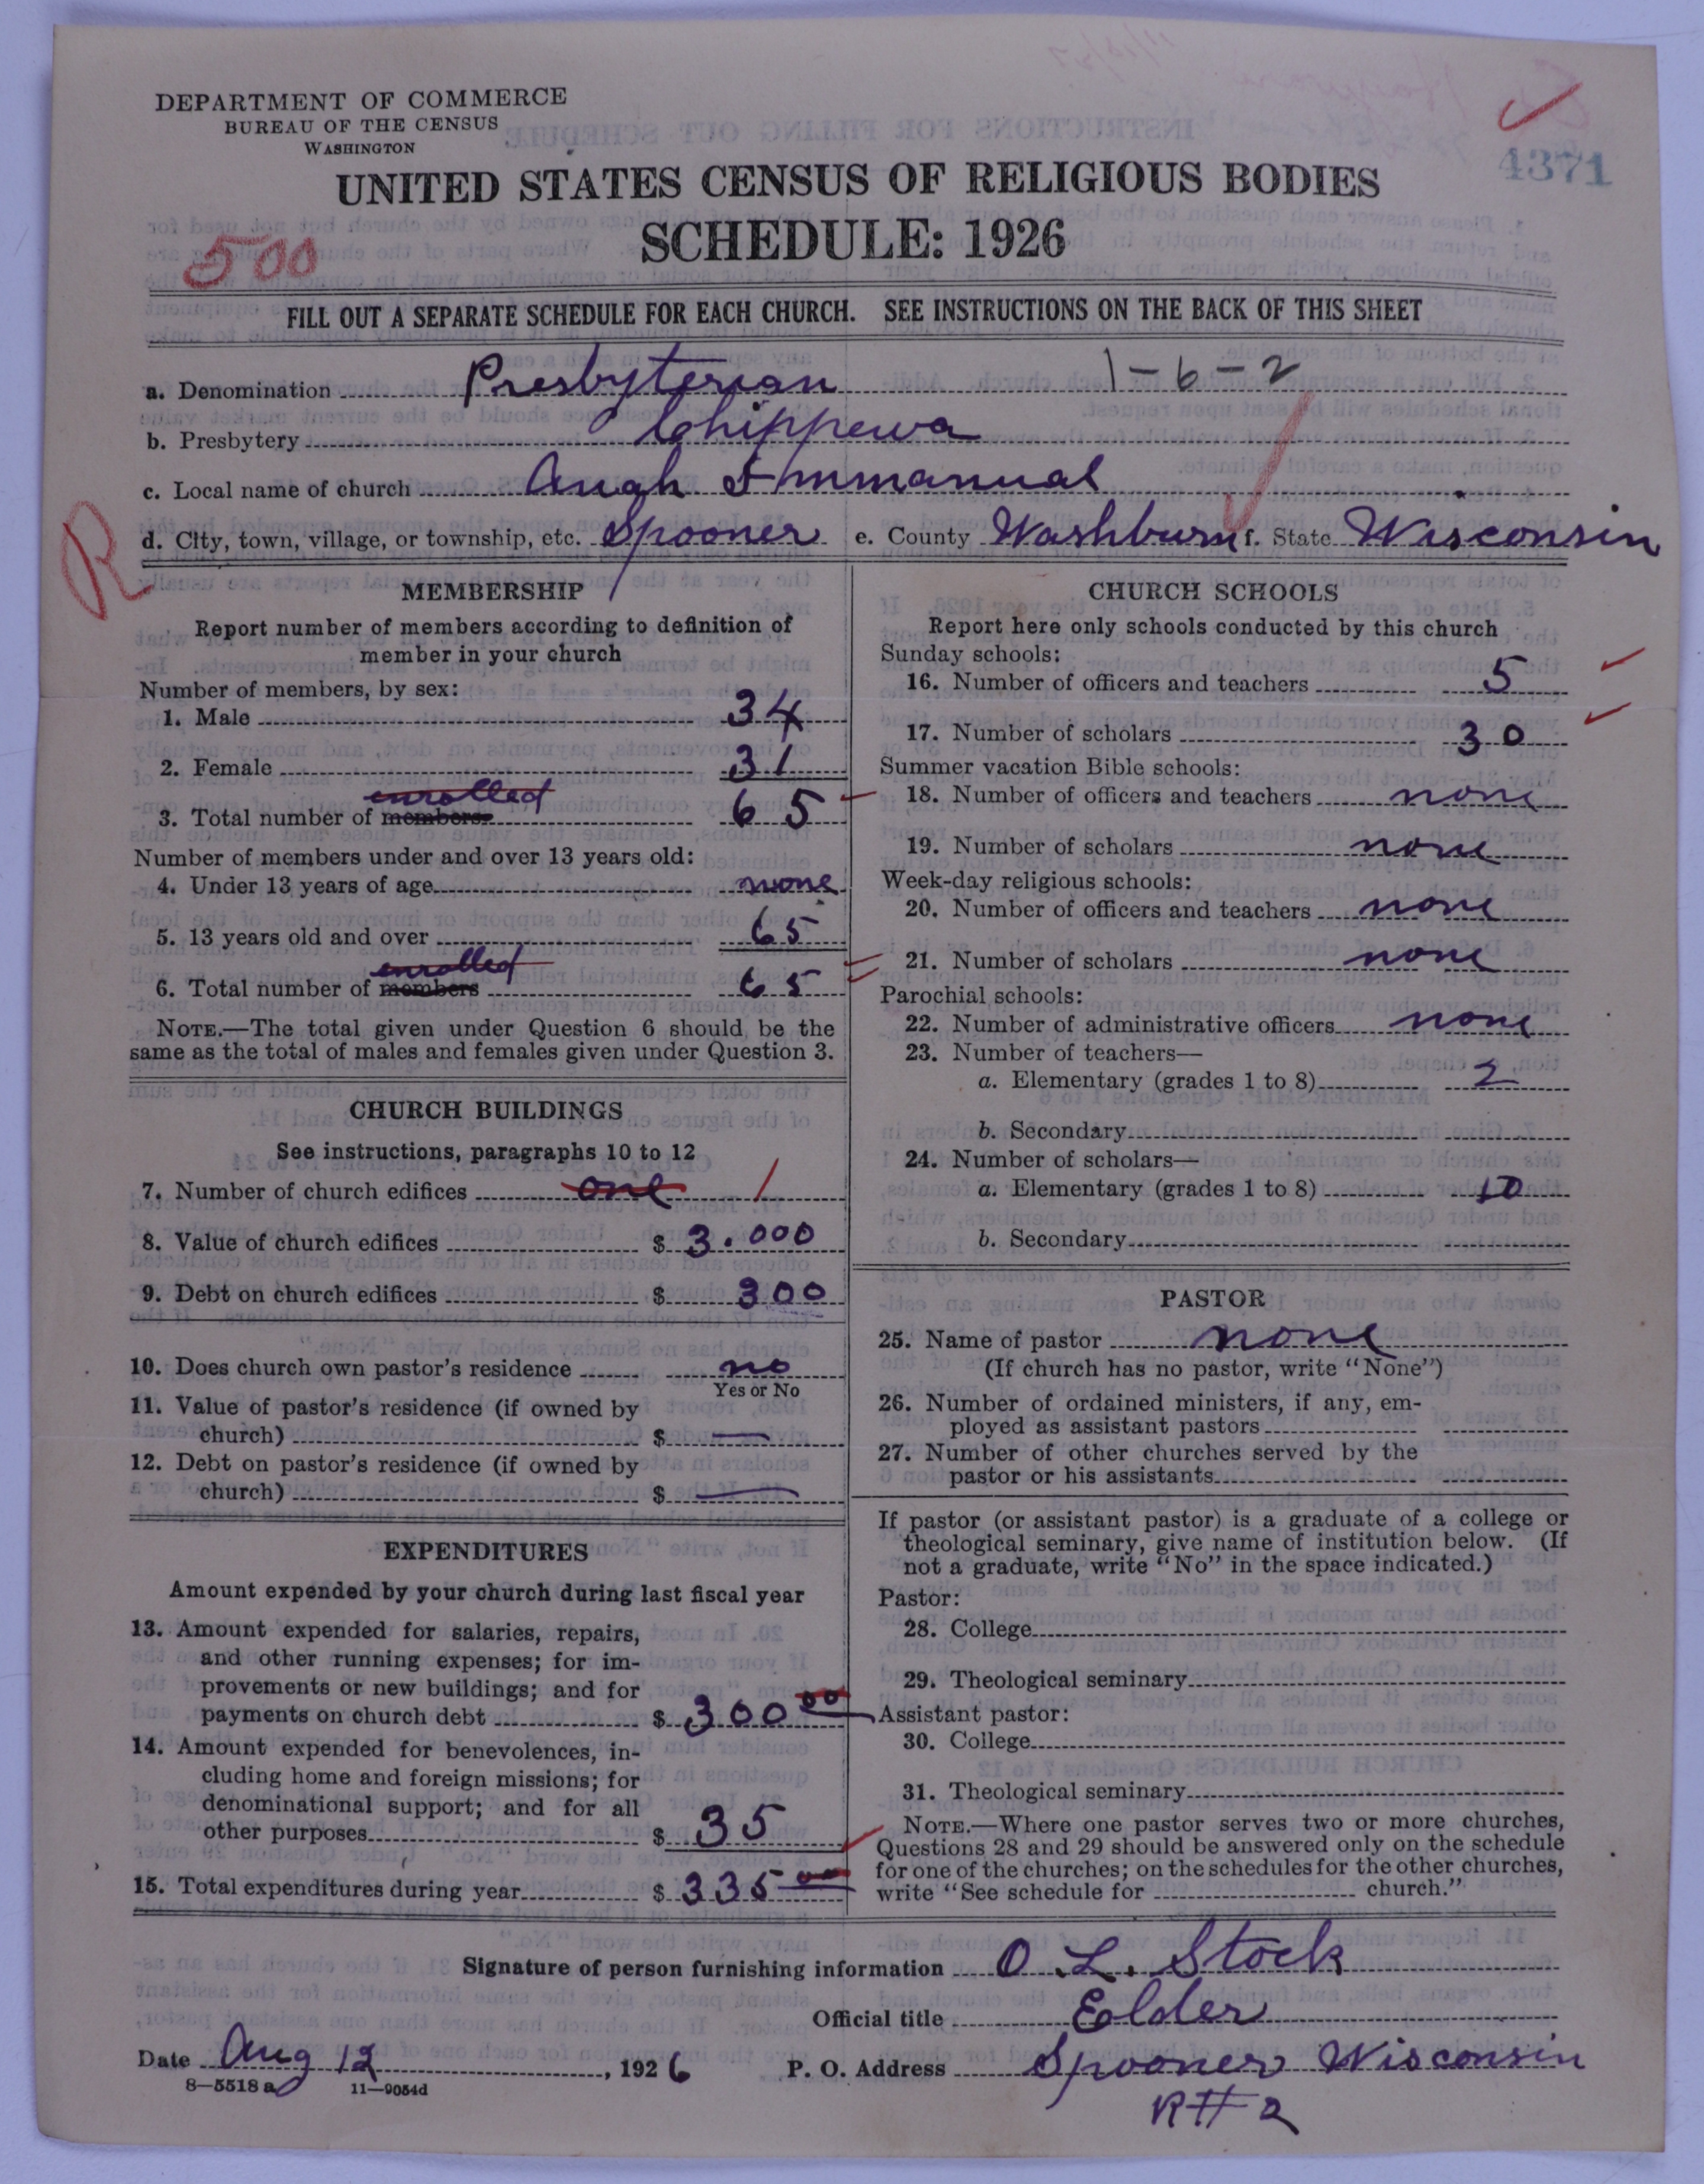 DEPARTMENT OF COMMERCE
BUREAU OF THE CENSUS
WASHINGTON
4371
UNITED STATES CENSUS OF RELIGIOUS BODIES
SCHEDULE: 1926
500
FILL OUT A SEPARATE SCHEDULE FOR EACH CHURCH. SEE INSTRUCTIONS ON THE BACK OF THIS SHEET
a. Denomination Presbyterian 1-6-2
b. Presbytery Chippewa
c. Local name of church Augh Immanual
d. City, town, village, or township, etc. Spooner e. County Washburn f. State Wisconsin
R
MEMBERSHIP
Report number of members according to definition of
member in your church
Number of members, by sex:
1. Male 34
2. Female 31
enrolled
3. Total number of members 65
Number of members under and over 13 years old:
4. Under 13 years of age none
5. 13 years old and over 65
enrolled
6. Total number of members 65
NOTE.—The total given under Question 6 should be the
same as the total of males and females given under Question 3.
CHURCH BUILDINGS
See instructions, paragraphs 10 to 12
7. Number of church edifices one 1
8. Value of church edifices $ 3.000
9. Debt on church edifices $ 300
10. Does church own pastor's residence no
Yes or No
11. Value of pastor's residence (if owned by
church) $ —
12. Debt on pastor's residence (if owned by
church) $ —
EXPENDITURES
Amount expended by your church during last fiscal year
13. Amount expended for salaries, repairs,
and other running expenses; for im-
provements or new buildings; and for
payments on church debt $ 300 00
14. Amount expended for benevolences, in-
cluding home and foreign missions; for
denominational support; and for all
other purposes $ 35
15. Total expenditures during year $ 335 00
CHURCH SCHOOLS
Report here only schools conducted by this church
Sunday schools:
16. Number of officers and teachers 5
17. Number of scholars 30
Summer vacation Bible schools:
18. Number of officers and teachers none
19. Number of scholars none
Week-day religious schools:
20. Number of officers and teachers none
21. Number of scholars none
Parochial schools:
22. Number of administrative officers none
23. Number of teachers—
a. Elementary (grades 1 to 8) 2
b. Secondary
24. Number of scholars—
a. Elementary (grades 1 to 8) 10
b. Secondary
PASTOR
25. Name of pastor none
(If church has no pastor, write "None")
26. Number of ordained ministers, if any, em-
ployed as assistant pastors
27. Number of other churches served by the
pastor or his assistants
If pastor (or assistant pastor) is a graduate of a college or
theological seminary, give name of institution below. (If
not a graduate, write "No" in the space indicated.)
Pastor:
28. College
29. Theological seminary
Assistant pastor:
30. College
31. Theological seminary
NOTE.—Where one pastor serves two or more churches,
Questions 28 and 29 should be answered only on the schedule
for one of the churches; on the schedules for the other churches,
write "See schedule for church."
Signature of person furnishing information O. L. Stock
Official title Elder
Date Aug 12, 1926 P. O. Address Spooner Wisconsin
8—5518 a 11—9054d
R # 2